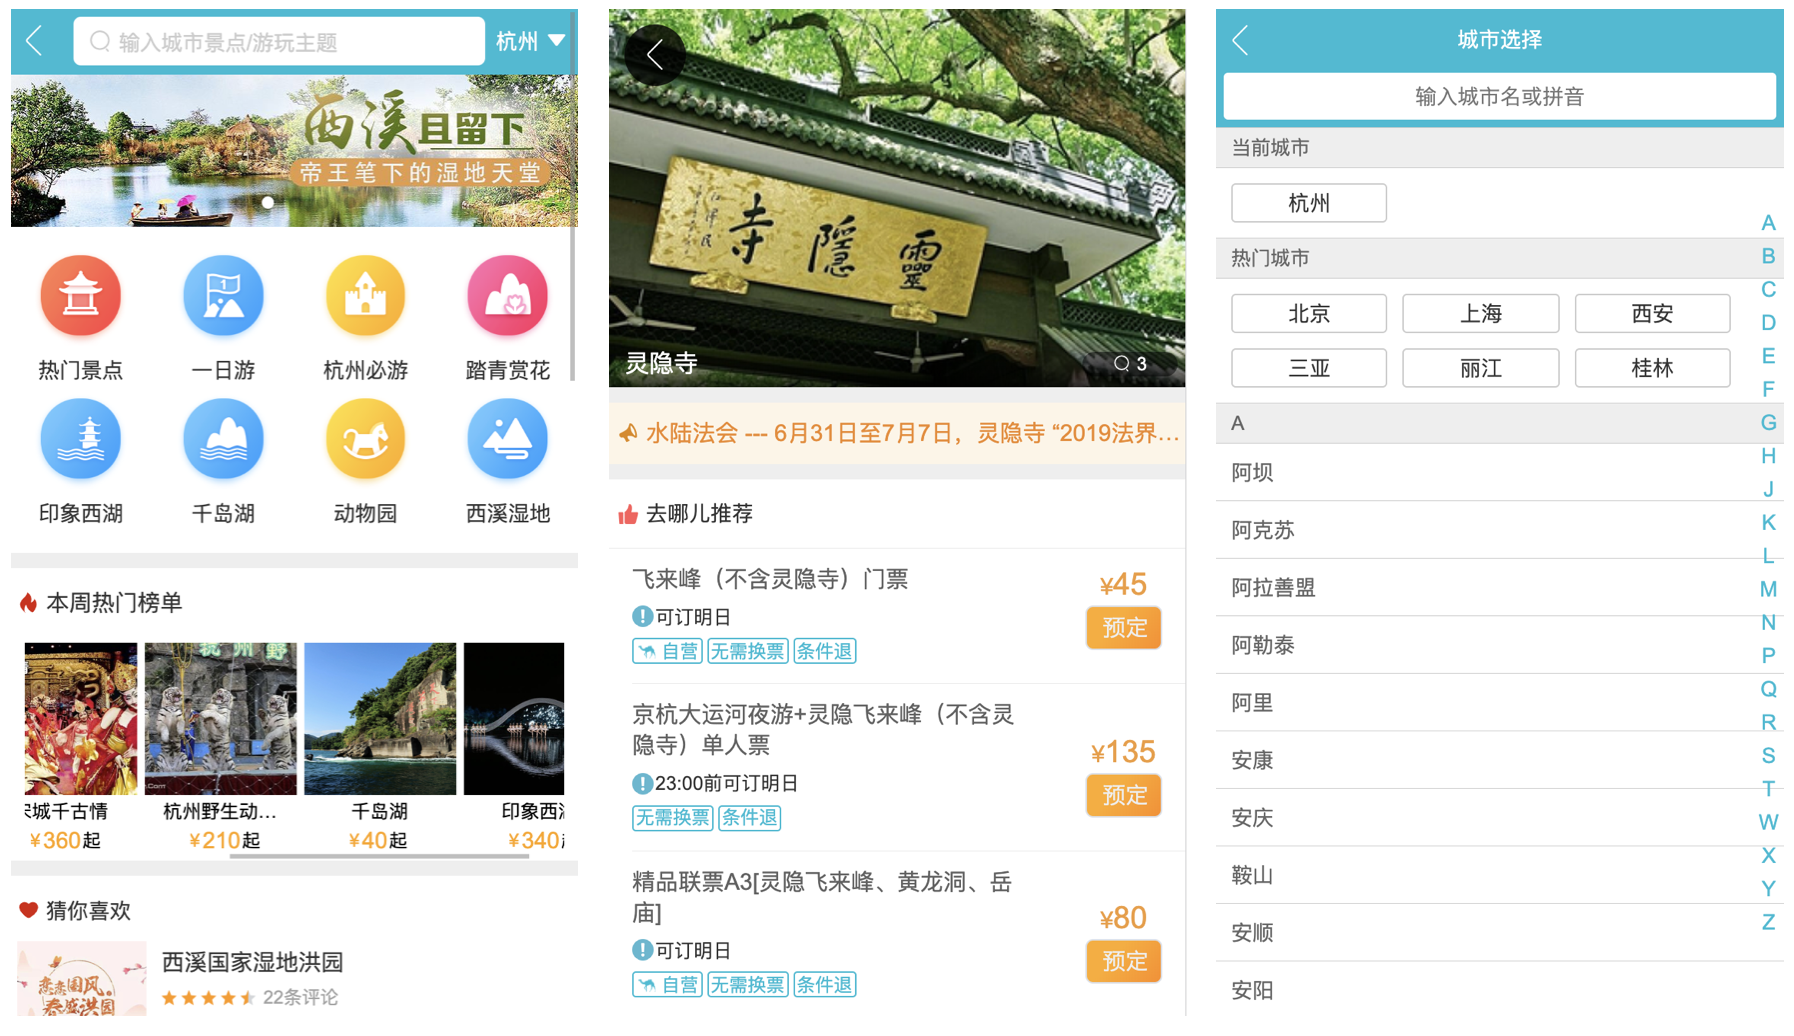 输入城市景点/游玩主题
杭州
西溪且留下
帝王笔下的湿地天堂
热门景点
一日游
杭州必游
踏青赏花
印象西湖
千岛湖
动物园
西溪湿地
本周热门榜单
城千古情
杭州野生动...
千岛湖
印象西
¥360起
¥210起
¥40起
¥340
猜你喜欢
西溪国家湿地洪园
22条评论
靈隱寺
灵隐寺
3
水陆法会 --- 6月31日至7月7日，灵隐寺 “2019法界...
去哪儿推荐
飞来峰（不含灵隐寺）门票
¥45
可订明日
预定
自营 无需换票 条件退
京杭大运河夜游+灵隐飞来峰（不含灵
隐寺）单人票
¥135
23:00前可订明日
预定
无需换票 条件退
精品联票A3[灵隐飞来峰、黄龙洞、岳
庙]
¥80
可订明日
预定
自营 无需换票 条件退
城市选择
输入城市名或拼音
当前城市
杭州
热门城市
北京 上海 西安
三亚 丽江 桂林
A
阿坝
阿克苏
阿拉善盟
阿勒泰
阿里
安康
安庆
鞍山
安顺
安阳
A
B
C
D
E
F
G
H
J
K
L
M
N
P
Q
R
S
T
W
X
Y
Z